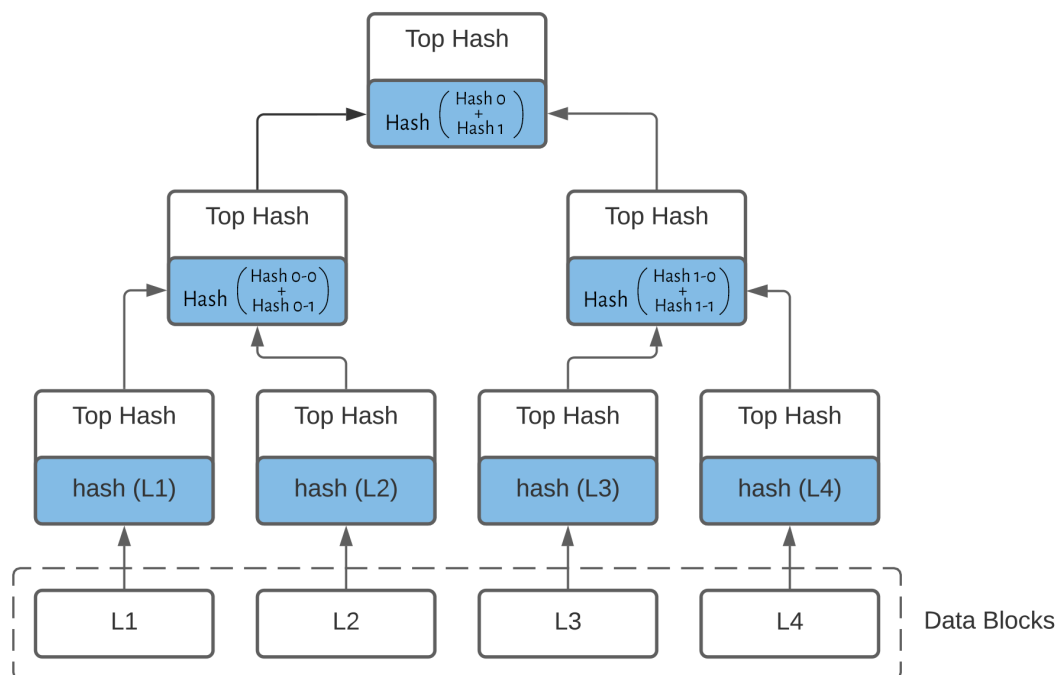 Top Hash
Hash ( Hash 0
+
Hash 1 )
Top Hash
Hash ( Hash 0-0
+
Hash 0-1 )
Top Hash
Hash ( Hash 1-0
+
Hash 1-1 )
Top Hash
hash (L1)
Top Hash
hash (L2)
Top Hash
hash (L3)
Top Hash
hash (L4)
L1
L2
L3
L4
Data Blocks